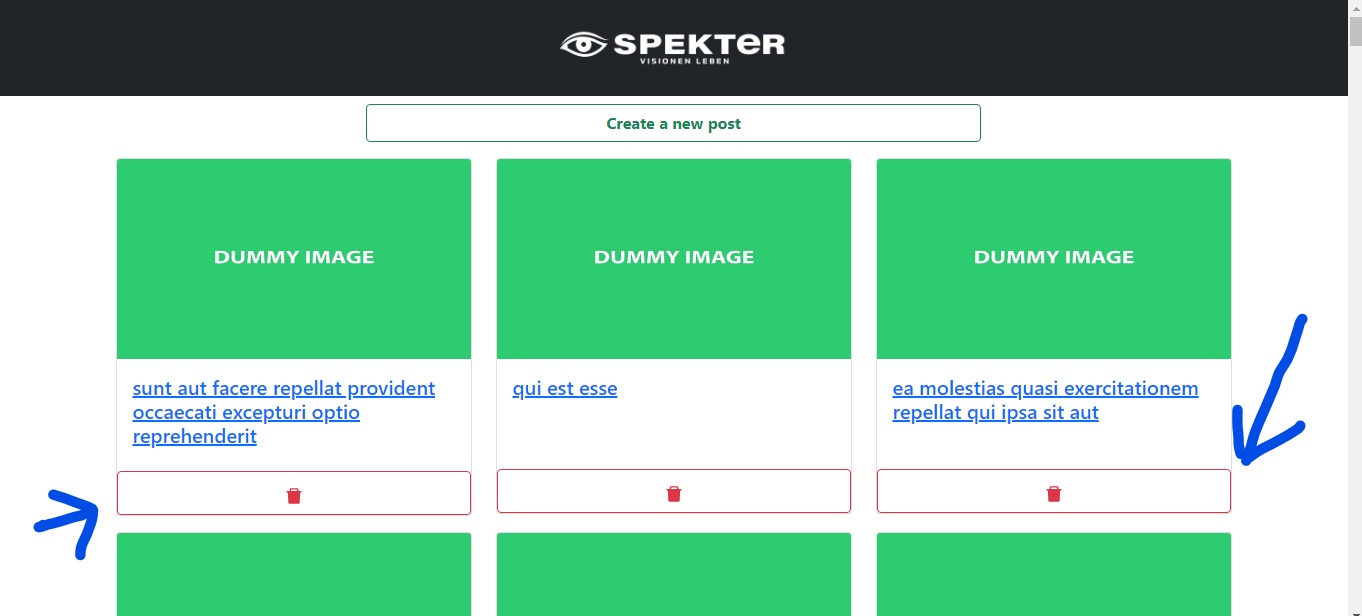 SPEKTER
VISIONEN LEBEN
Create a new post
DUMMY IMAGE
DUMMY IMAGE
DUMMY IMAGE
sunt aut facere repellat provident
occaecati excepturi optio
reprehenderit
qui est esse
ea molestias quasi exercitationem
repellat qui ipsa sit aut